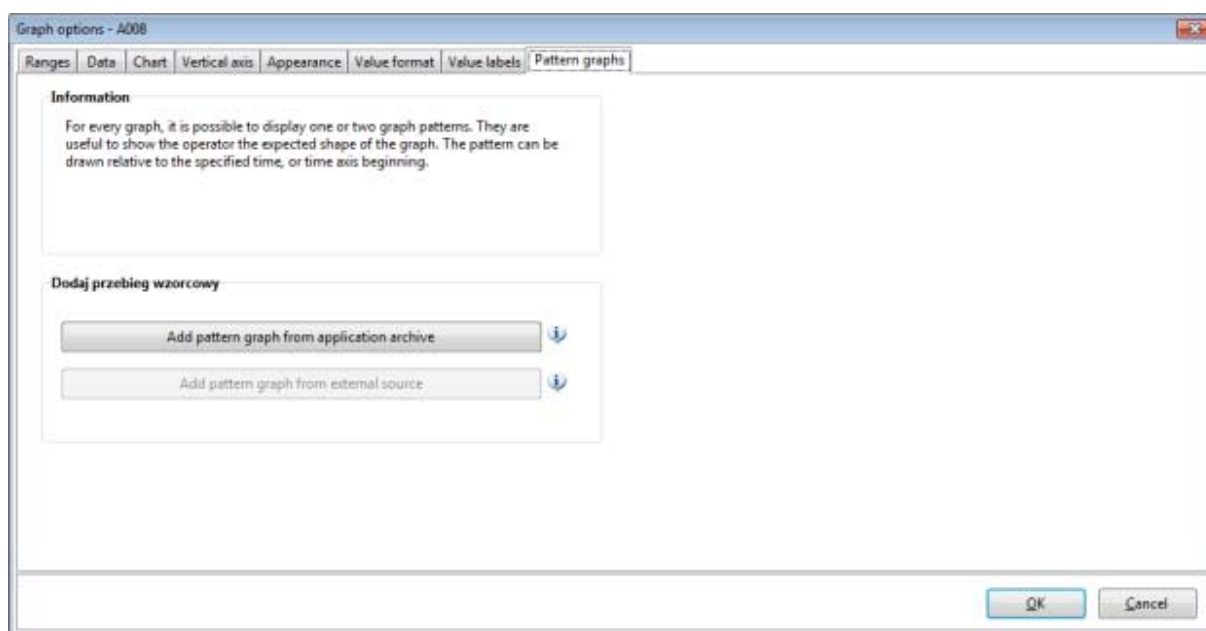 Graph options - A008
Ranges Data Chart Vertical axis Appearance Value format Value labels Pattern graphs
Information
For every graph, it is possible to display one or two graph patterns. They are
useful to show the operator the expected shape of the graph. The pattern can be
drawn relative to the specified time, or time axis beginning.
Dodaj przebieg wzorcowy
Add pattern graph from application archive
Add pattern graph from external source
OK Cancel